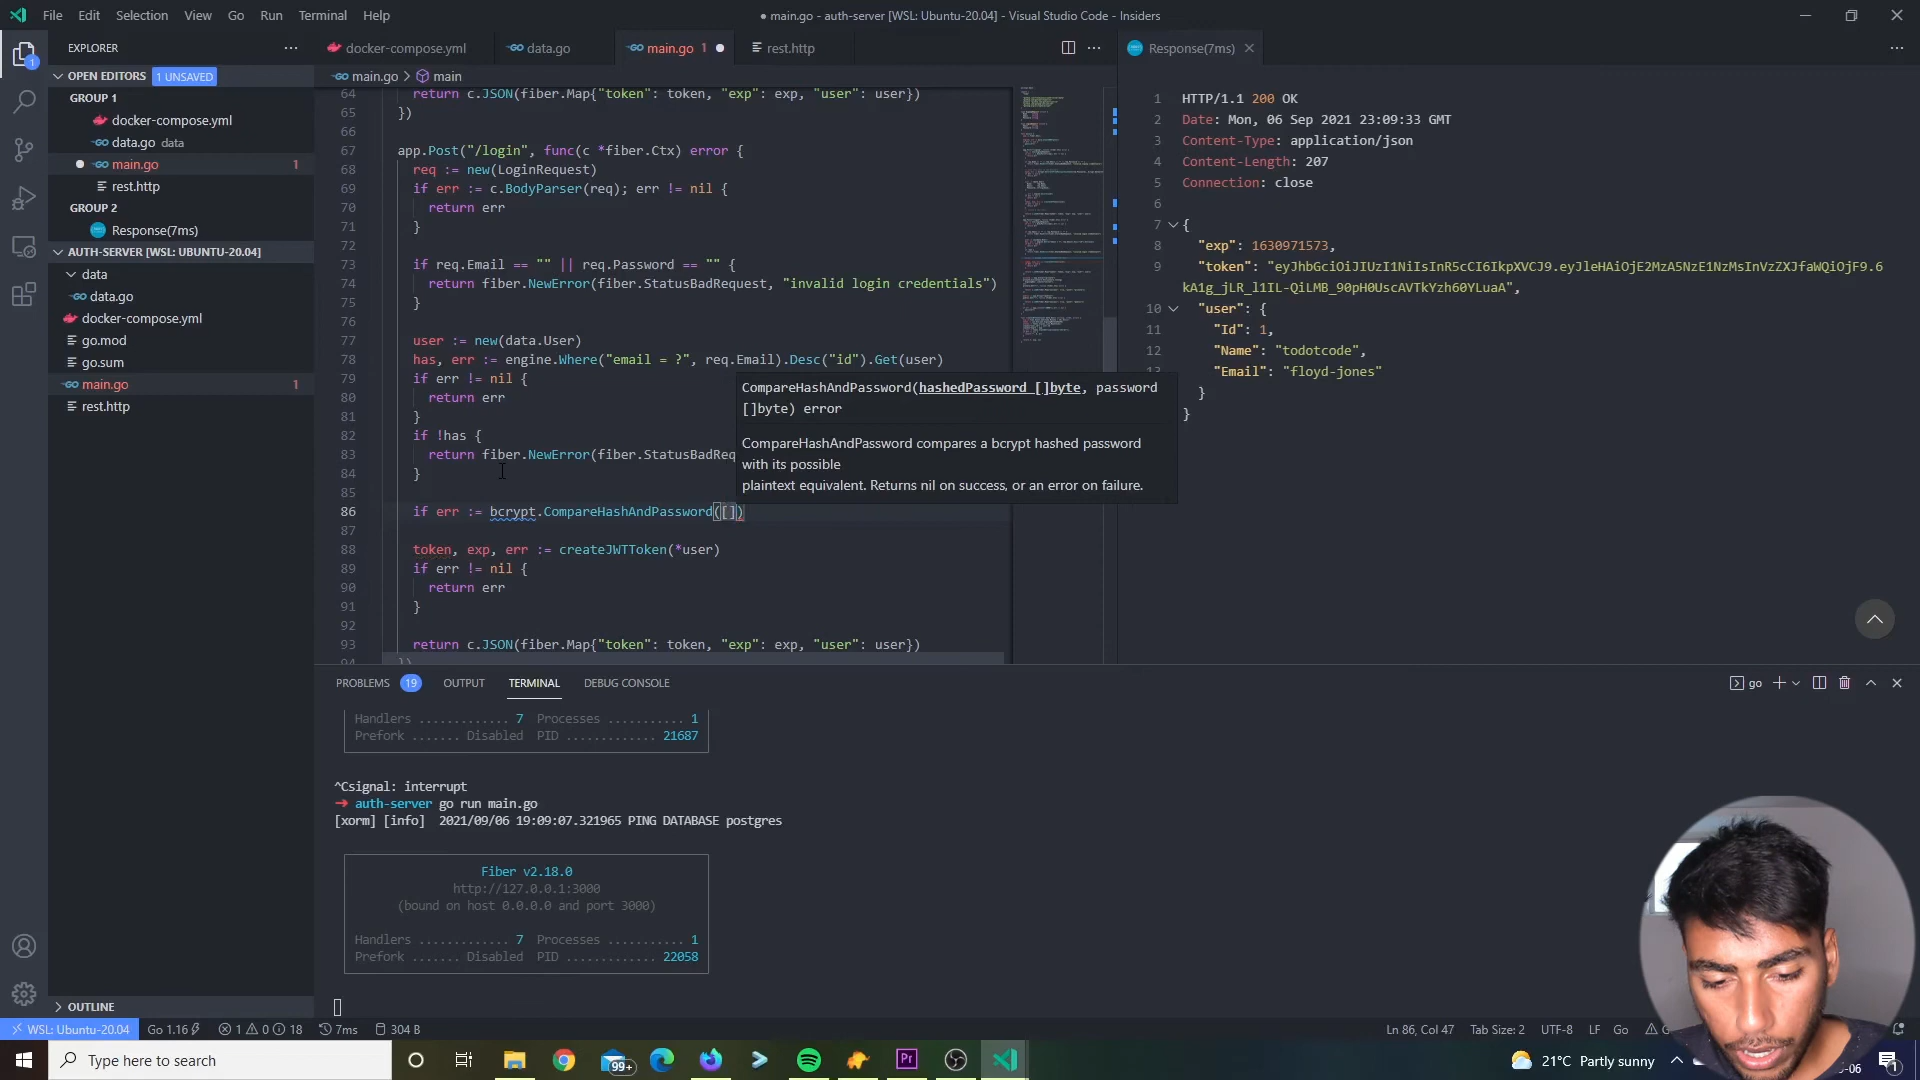 File Edit Selection View Go Run Terminal Help
● main.go - auth-server [WSL: Ubuntu-20.04] - Visual Studio Code - Insiders
EXPLORER
OPEN EDITORS 1 UNSAVED
GROUP 1
docker-compose.yml
data.go data
main.go 1
rest.http
GROUP 2
Response(7ms)
AUTH-SERVER [WSL: UBUNTU-20.04]
data
data.go
docker-compose.yml
go.mod
go.sum
main.go 1
rest.http
OUTLINE
docker-compose.yml data.go main.go 1 rest.http
main.go > main
64 return c.JSON(fiber.Map{"token": token, "exp": exp, "user": user})
65 })
66
67 app.Post("/login", func(c *fiber.Ctx) error {
68 req := new(LoginRequest)
69 if err := c.BodyParser(req); err != nil {
70 return err
71 }
72
73 if req.Email == "" || req.Password == "" {
74 return fiber.NewError(fiber.StatusBadRequest, "invalid login credentials")
75 }
76
77 user := new(data.User)
78 has, err := engine.Where("email = ?", req.Email).Desc("id").Get(user)
79 if err != nil {
80 return err
81 }
82 if !has {
83 return fiber.NewError(fiber.StatusBadReq
84 }
85
86 if err := bcrypt.CompareHashAndPassword([])
87
88 token, exp, err := createJWTToken(*user)
89 if err != nil {
90 return err
91 }
92
93 return c.JSON(fiber.Map{"token": token, "exp": exp, "user": user})
94 })
CompareHashAndPassword(hashedPassword []byte, password
[]byte) error
CompareHashAndPassword compares a bcrypt hashed password
with its possible
plaintext equivalent. Returns nil on success, or an error on failure.
Response(7ms)
1 HTTP/1.1 200 OK
2 Date: Mon, 06 Sep 2021 23:09:33 GMT
3 Content-Type: application/json
4 Content-Length: 207
5 Connection: close
6
7 {
8 "exp": 1630971573,
9 "token": "eyJhbGciOiJIUzI1NiIsInR5cCI6IkpXVCJ9.eyJleHAiOjE2MzA5NzE1NzMsInVzZXJfaWQiOjF9.6
kA1g_jLR_l1IL-QiLMB_90pH0UscAVTkYzh60YLuaA",
10 "user": {
11 "Id": 1,
12 "Name": "todotcode",
"Email": "floyd-jones"
}
}
PROBLEMS 19 OUTPUT TERMINAL DEBUG CONSOLE
go
Handlers ............. 7 Processes ........... 1
Prefork ....... Disabled PID ............. 21687
^Csignal: interrupt
➜ auth-server go run main.go
[xorm] [info] 2021/09/06 19:09:07.321965 PING DATABASE postgres
Fiber v2.18.0
http://127.0.0.1:3000
(bound on host 0.0.0.0 and port 3000)
Handlers ............. 7 Processes ........... 1
Prefork ....... Disabled PID ............. 22058
WSL: Ubuntu-20.04 Go 1.16 1 0 18 7ms 304 B
Ln 86, Col 47 Tab Size: 2 UTF-8 LF Go
Type here to search
99+
Pr
21°C Partly sunny
-06
1